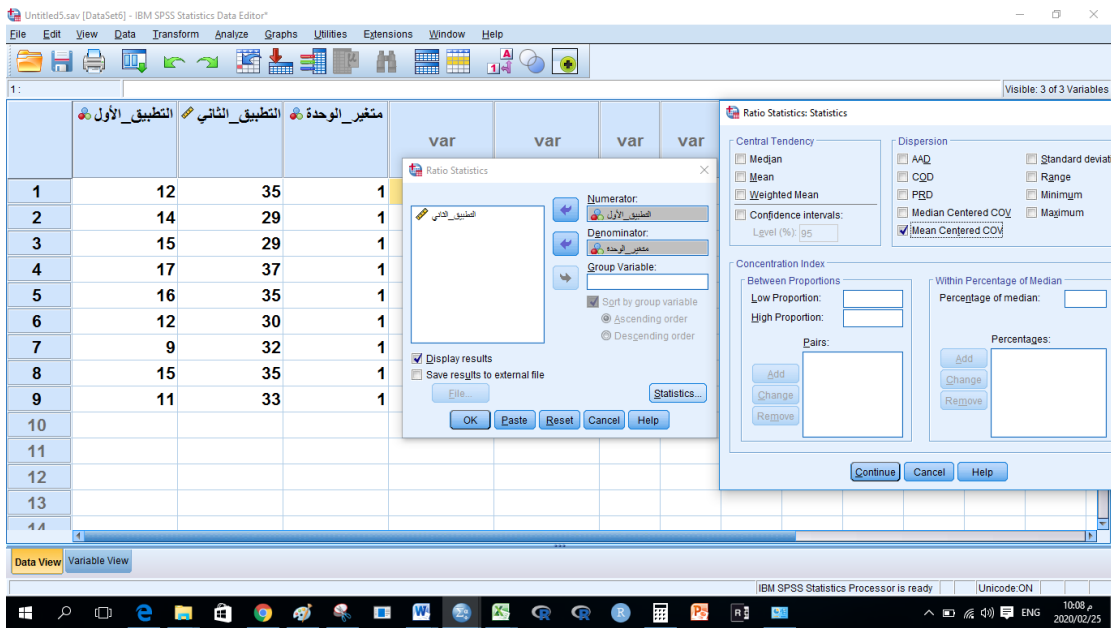 Untitled5.sav [DataSet6] - IBM SPSS Statistics Data Editor*
File Edit View Data Transform Analyze Graphs Utilities Extensions Window Help
1 :
Visible: 3 of 3 Variables
التطبيق_الأول التطبيق_الثاني متغير_الوحدة var var var var
1 12 35 1
2 14 29 1
3 15 29 1
4 17 37 1
5 16 35 1
6 12 30 1
7 9 32 1
8 15 35 1
9 11 33 1
10
11
12
13
14
Ratio Statistics
التطبيق_الثاني
Numerator:
التطبيق_الأول
Denominator:
متغير_الوحدة
Group Variable:
Sort by group variable
Ascending order
Descending order
Display results
Save results to external file
File...
Statistics...
OK Paste Reset Cancel Help
Ratio Statistics: Statistics
Central Tendency
Median
Mean
Weighted Mean
Confidence intervals:
Level (%): 95
Dispersion
AAD
COD
PRD
Median Centered COV
Mean Centered COV
Standard deviat
Range
Minimum
Maximum
Concentration Index
Between Proportions
Low Proportion:
High Proportion:
Pairs:
Add
Change
Remove
Within Percentage of Median
Percentage of median:
Percentages:
Add
Change
Remove
Continue Cancel Help
Data View Variable View
IBM SPSS Statistics Processor is ready Unicode:ON
ENG
10:08 م
2020/02/25